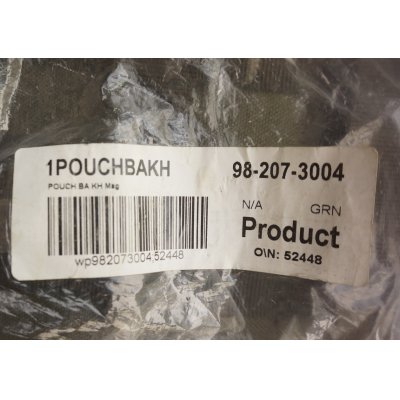 1POUCHBAKH
98-207-3004
POUCH BA KH Mag
N/A GRN
Product
wp982073004;52448
O\N: 52448